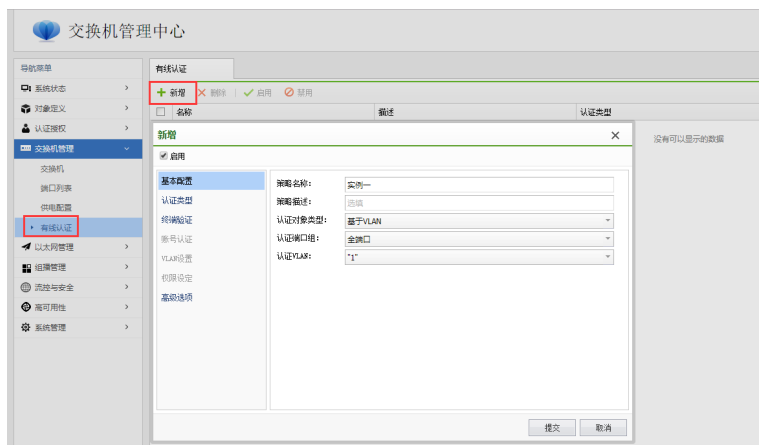 交换机管理中心
导航菜单
系统状态
对象定义
认证授权
交换机管理
交换机
端口列表
供电配置
有线认证
以太网管理
组播管理
流控与安全
高可用性
系统管理
有线认证
新增 删除 启用 禁用
名称 描述 认证类型
没有可以显示的数据
新增
启用
基本配置
认证类型
终端验证
账号认证
VLAN设置
权限设定
高级选项
策略名称: 实例一
策略描述: 选填
认证对象类型: 基于VLAN
认证端口组: 全端口
认证VLAN: "1"
提交 取消